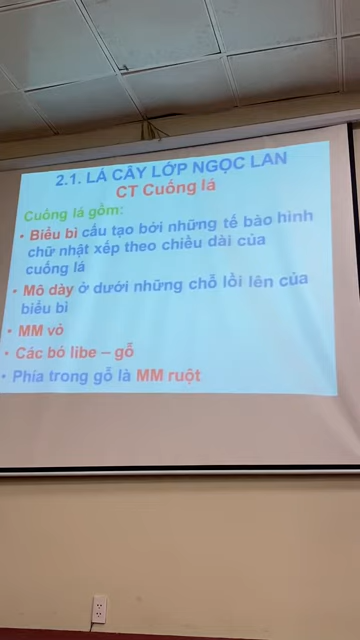 2.1. LÁ CÂY LỚP NGỌC LAN
CT Cuống lá
Cuống lá gồm:
• Biểu bì cấu tạo bởi những tế bào hình
chữ nhật xếp theo chiều dài của
cuống lá
• Mô dày ở dưới những chỗ lồi lên của
biểu bì
• MM vỏ
• Các bó libe – gỗ
• Phía trong gỗ là MM ruột